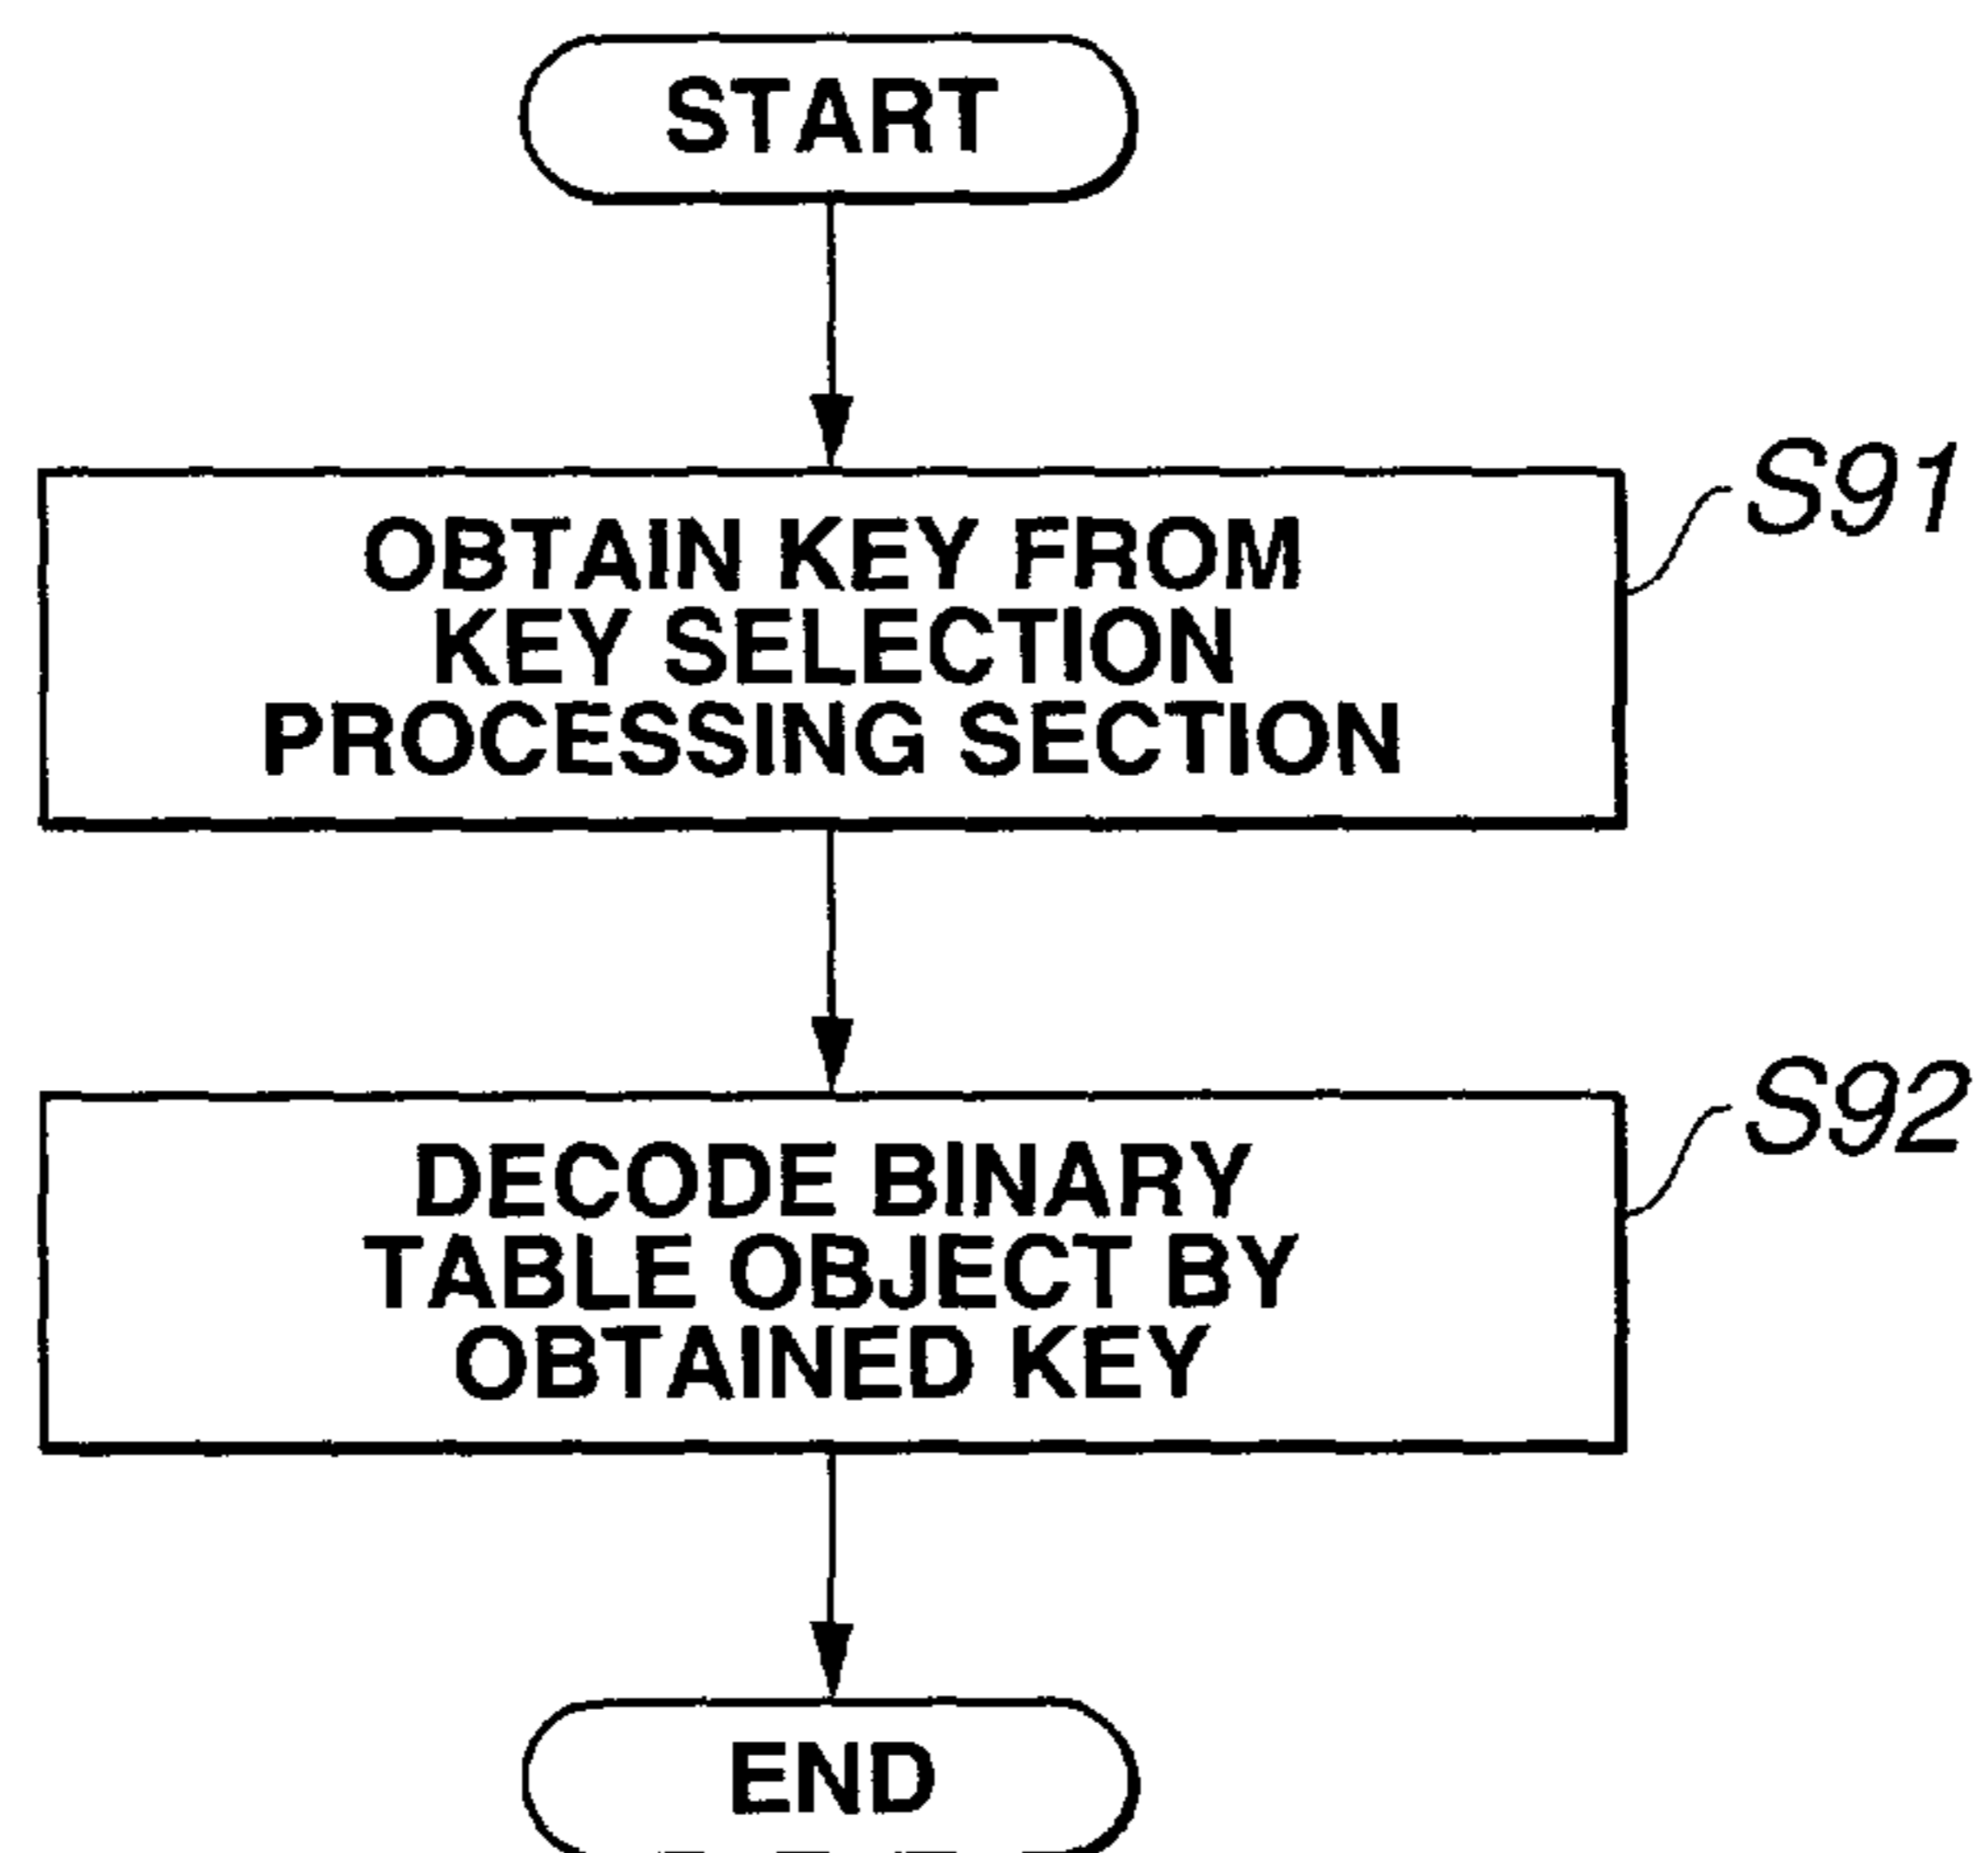 START
OBTAIN KEY FROM
KEY SELECTION
PROCESSING SECTION
S91
DECODE BINARY
TABLE OBJECT BY
OBTAINED KEY
S92
END